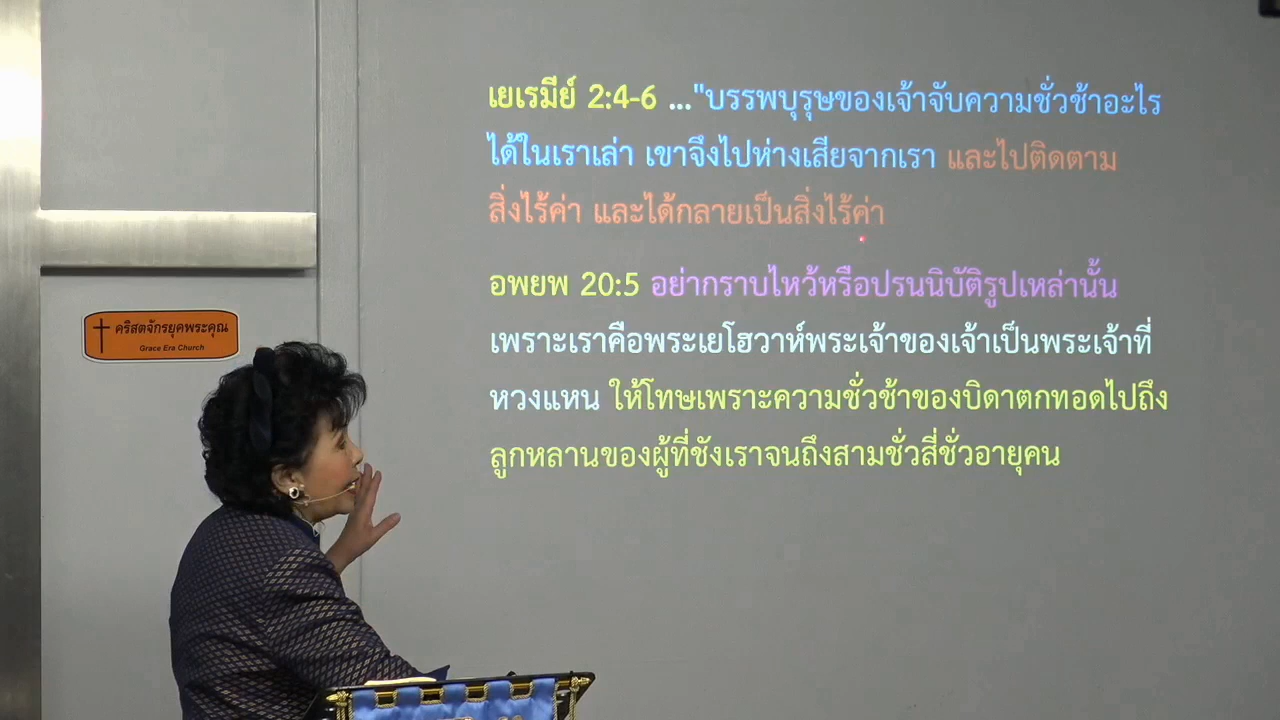 เยเรมีย์ 2:4-6 ..."บรรพบุรุษของเจ้าจับความชั่วช้าอะไร
ได้ในเราเล่า เขาจึงไปห่างเสียจากเรา และไปติดตาม
สิ่งไร้ค่า และได้กลายเป็นสิ่งไร้ค่า
อพยพ 20:5 อย่ากราบไหว้หรือปรนนิบัติรูปเหล่านั้น
เพราะเราคือพระเยโฮวาห์พระเจ้าของเจ้าเป็นพระเจ้าที่
หวงแหน ให้โทษเพราะความชั่วช้าของบิดาตกทอดไปถึง
ลูกหลานของผู้ที่ชังเราจนถึงสามชั่วสี่ชั่วอายุคน
คริสตจักรยุคพระคุณ
Grace Era Church